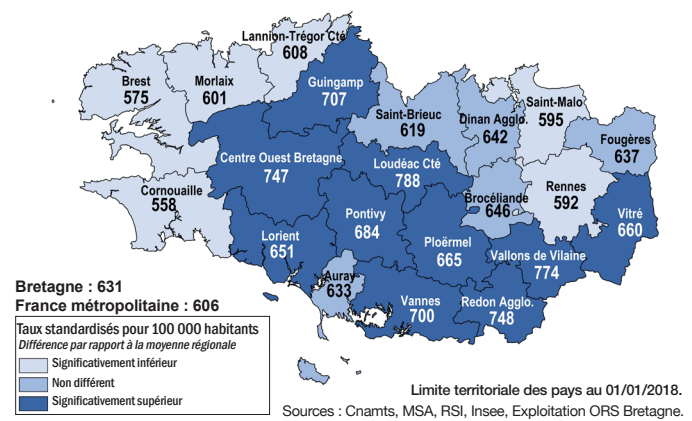 Lannion-Trégor Cté
608
Brest
575
Morlaix
601
Guingamp
707
Saint-Brieuc
619
Dinan Agglo.
642
Saint-Malo
595
Fougères
637
Centre Ouest Bretagne
747
Loudéac Cté
788
Cornouaille
558
Brocéliande
646
Rennes
592
Vitré
660
Pontivy
684
Lorient
651
Ploërmel
665
Vallons de Vilaine
774
Auray
633
Vannes
700
Redon Agglo.
748
Bretagne : 631
France métropolitaine : 606
Taux standardisés pour 100 000 habitants
Différence par rapport à la moyenne régionale
Significativement inférieur
Non différent
Significativement supérieur
Limite territoriale des pays au 01/01/2018.
Sources : Cnamts, MSA, RSI, Insee, Exploitation ORS Bretagne.